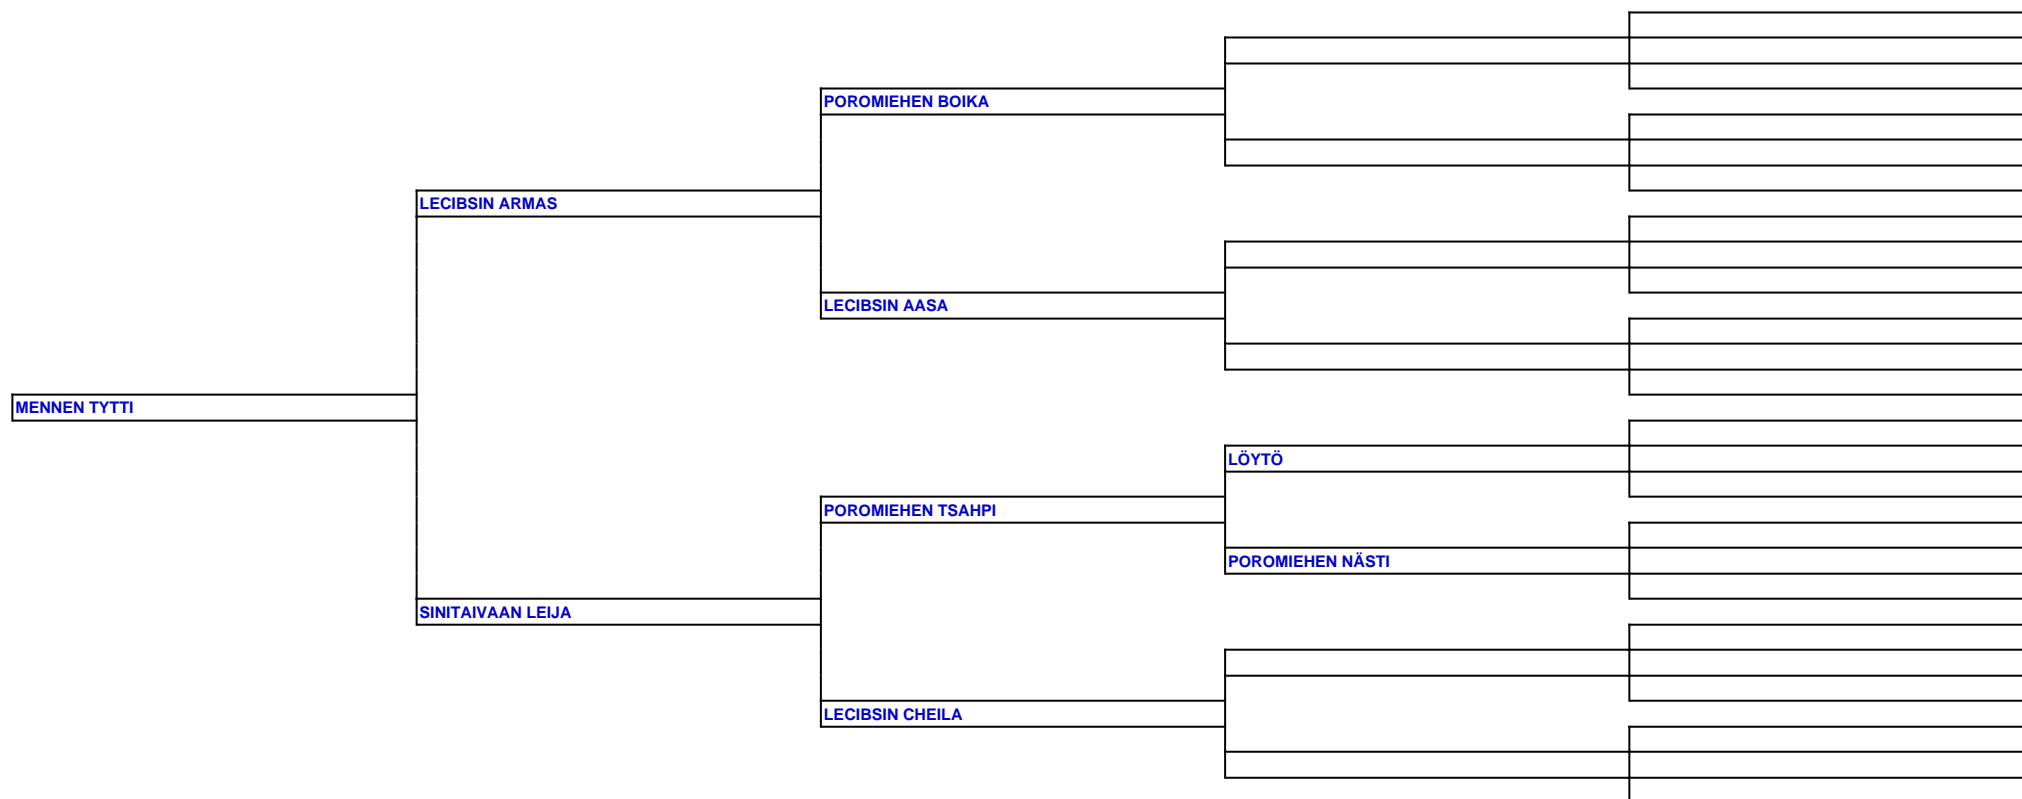 POROMIEHEN BOIKA
LECIBSIN ARMAS
LECIBSIN AASA
MENNEN TYTTI
LÖYTÖ
POROMIEHEN TSAHPI
POROMIEHEN NÄSTI
SINITAIVAAN LEIJA
LECIBSIN CHEILA